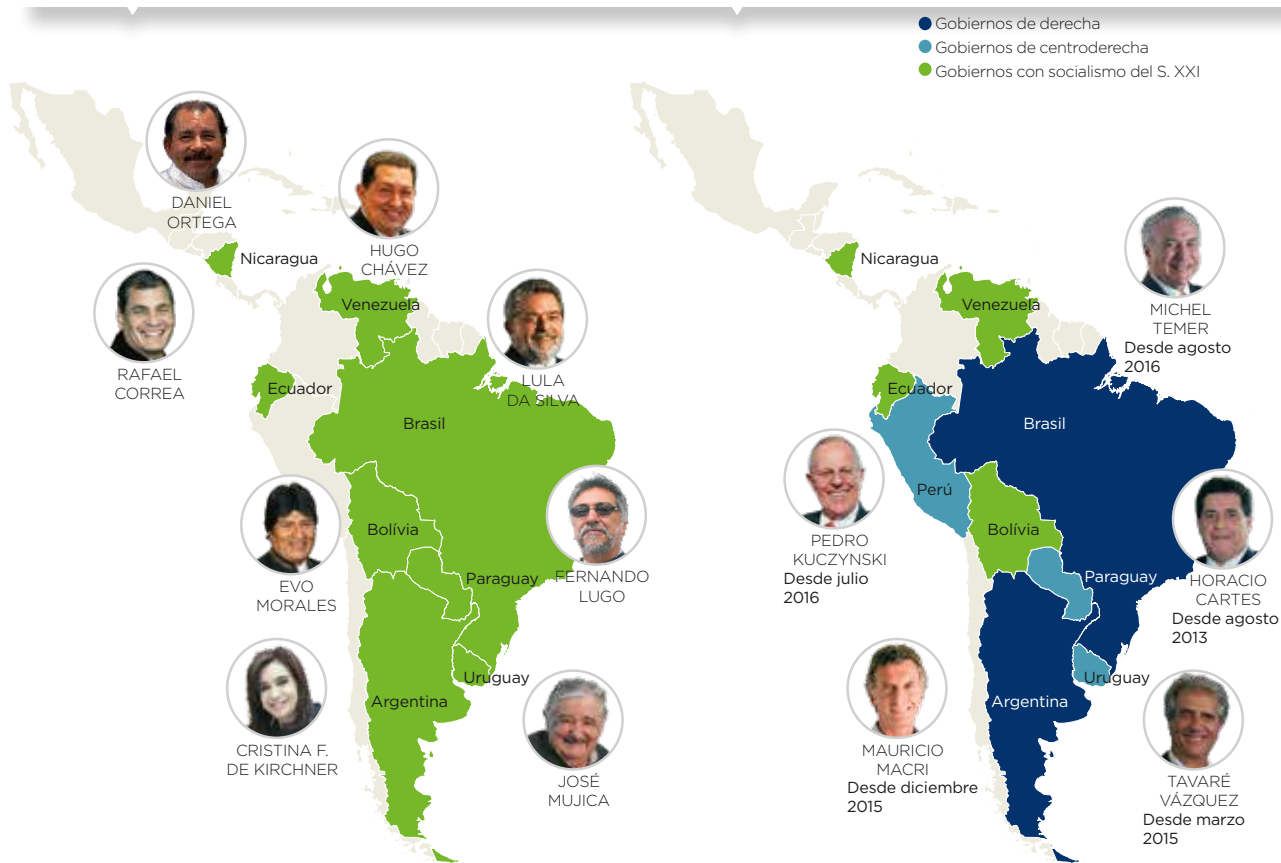 Gobiernos de derecha
Gobiernos de centroderecha
Gobiernos con socialismo del S. XXI
DANIEL
ORTEGA
HUGO
CHÁVEZ
Nicaragua
Venezuela
RAFAEL
CORREA
LULA
DA SILVA
Ecuador
Brasil
Bolívia
EVO
MORALES
Paraguay
FERNANDO
LUGO
Uruguay
Argentina
CRISTINA F.
DE KIRCHNER
JOSÉ
MUJICA
Nicaragua
Venezuela
MICHEL
TEMER
Desde agosto
2016
Ecuador
Brasil
Perú
PEDRO
KUCZYNSKI
Desde julio
2016
Bolívia
Paraguay
HORACIO
CARTES
Desde agosto
2013
Uruguay
Argentina
MAURICIO
MACRI
Desde diciembre
2015
TAVARÉ
VÁZQUEZ
Desde marzo
2015